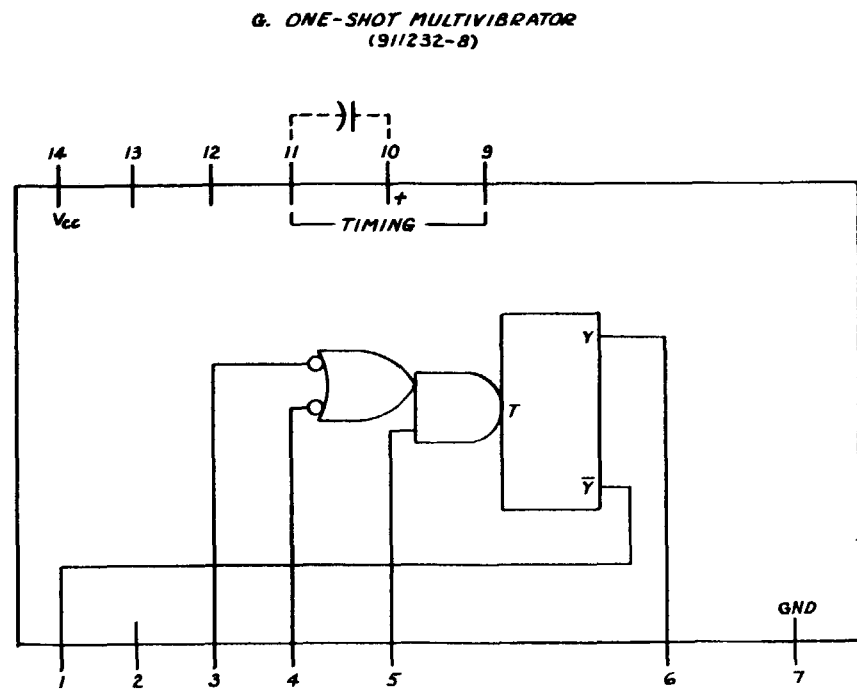 G. ONE-SHOT MULTIVIBRATOR
(911232-8)
14 13 12 11 10 9
Vcc
+
TIMING
Y
T
Y̅
GND
1 2 3 4 5 6 7